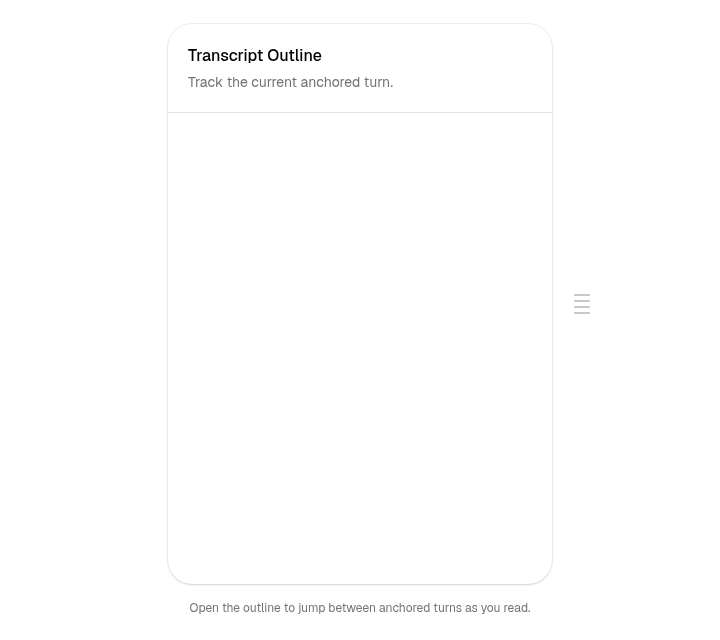 Transcript Outline
Track the current anchored turn.
Open the outline to jump between anchored turns as you read.